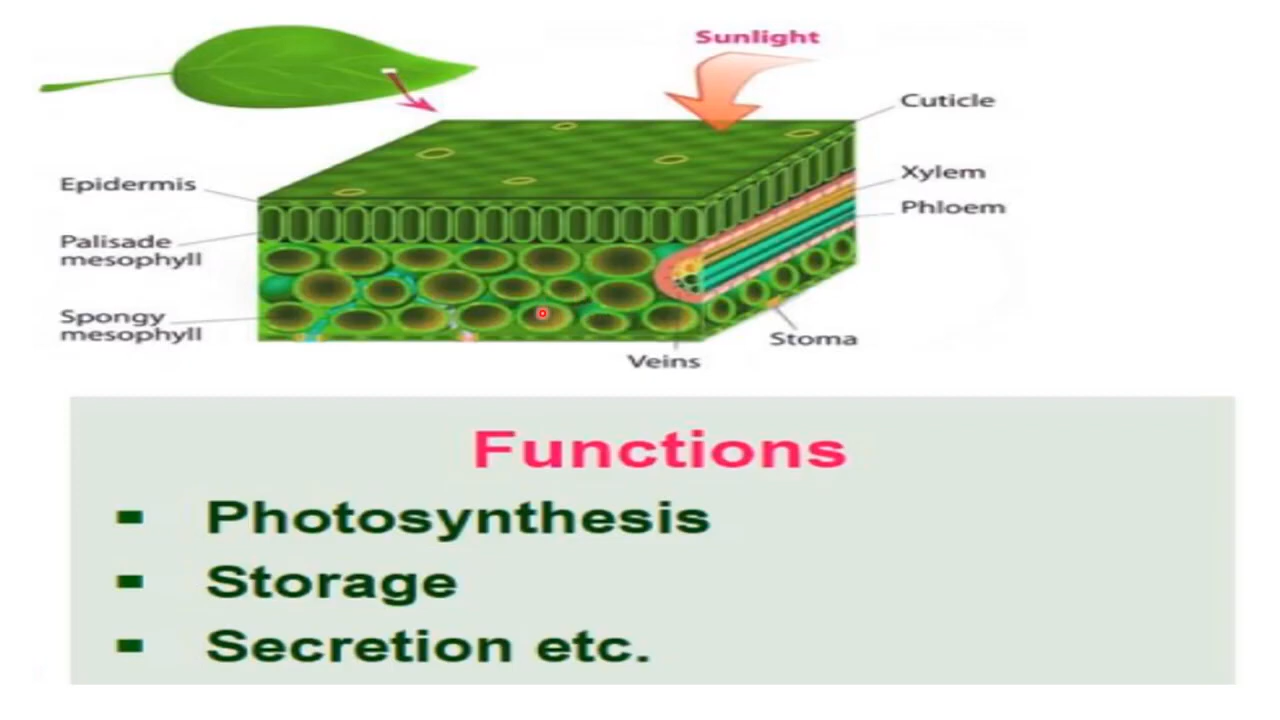 Sunlight
Cuticle
Xylem
Phloem
Epidermis
Palisade
mesophyll
Spongy
mesophyll
Stoma
Veins
Functions
▪ Photosynthesis
▪ Storage
▪ Secretion etc.